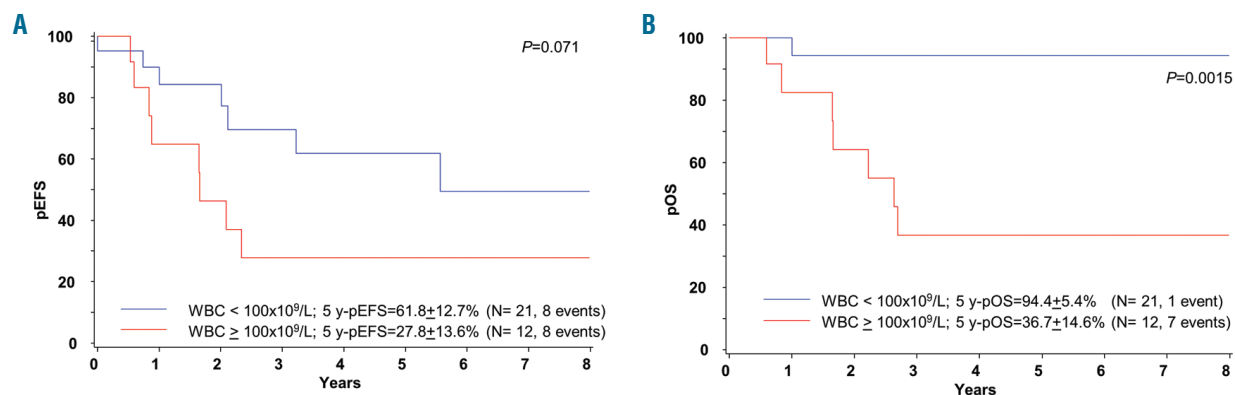 A
100
80
60
40
20
0
pEFS
P=0.071
WBC < 100x10⁹/L; 5 y-pEFS=61.8±12.7% (N= 21, 8 events)
WBC ≥ 100x10⁹/L; 5 y-pEFS=27.8±13.6% (N= 12, 8 events)
0 1 2 3 4 5 6 7 8
Years
B
100
80
60
40
20
0
pOS
P=0.0015
WBC < 100x10⁹/L; 5 y-pOS=94.4±5.4% (N= 21, 1 event)
WBC ≥ 100x10⁹/L; 5 y-pOS=36.7±14.6% (N= 12, 7 events)
0 1 2 3 4 5 6 7 8
Years